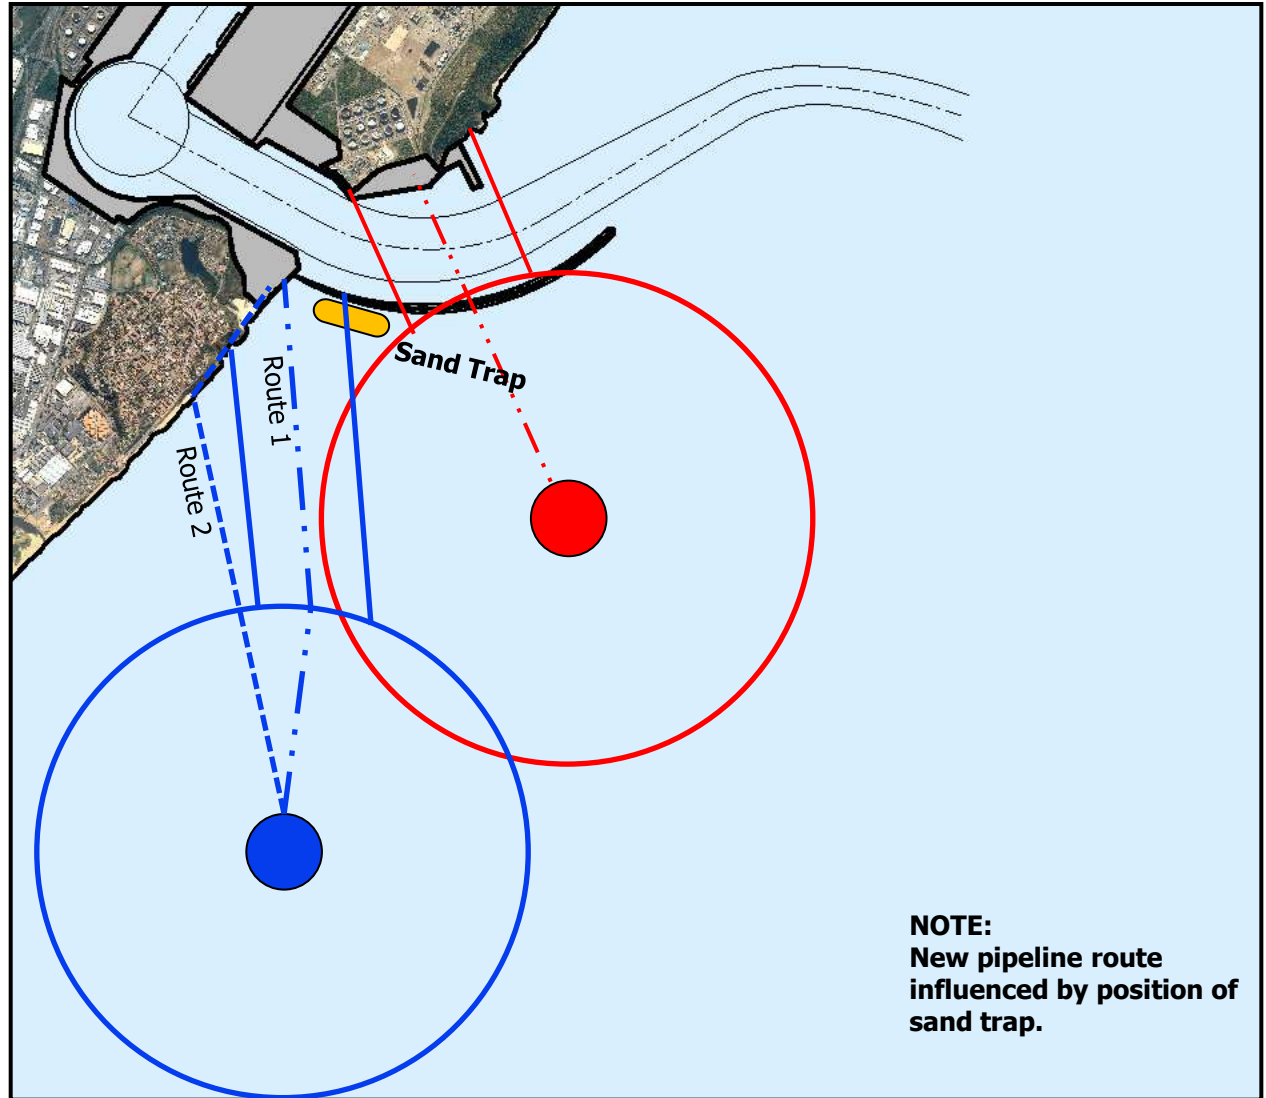 Sand Trap
Route 1
Route 2
NOTE:
New pipeline route
influenced by position of
sand trap.